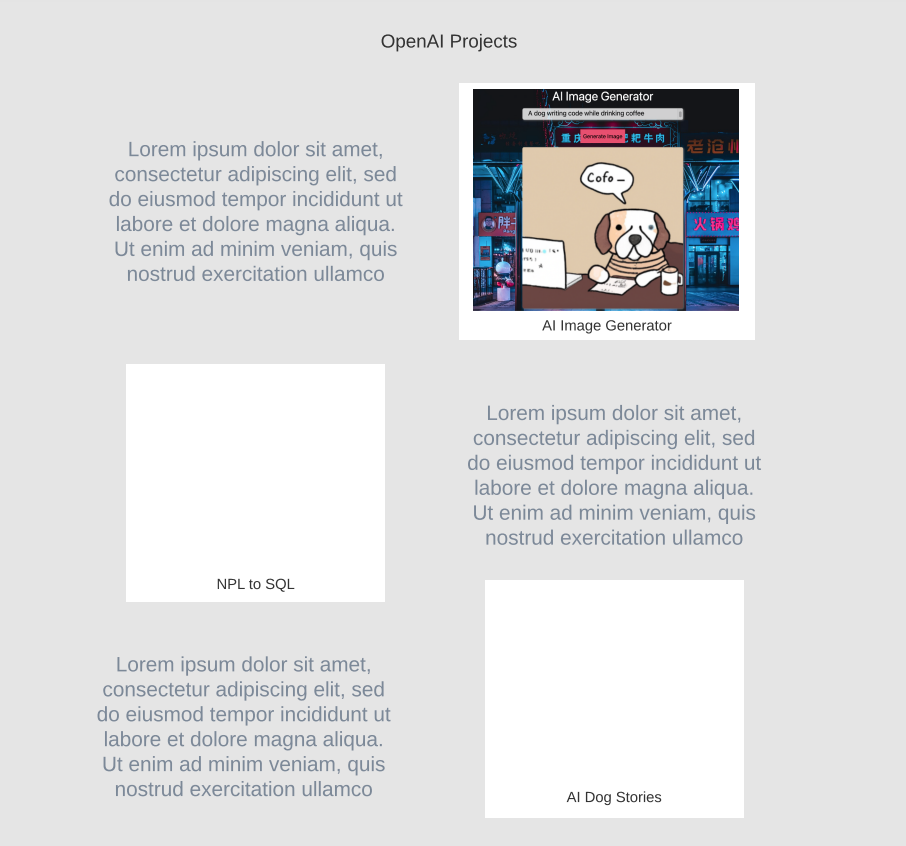 OpenAI Projects
Lorem ipsum dolor sit amet,
consectetur adipiscing elit, sed
do eiusmod tempor incididunt ut
labore et dolore magna aliqua.
Ut enim ad minim veniam, quis
nostrud exercitation ullamco
AI Image Generator
A dog writing code while drinking coffee
Generate Image
重庆
粑牛肉
老沧州
胖
火锅鸡
Cofo –
AI Image Generator
NPL to SQL
Lorem ipsum dolor sit amet,
consectetur adipiscing elit, sed
do eiusmod tempor incididunt ut
labore et dolore magna aliqua.
Ut enim ad minim veniam, quis
nostrud exercitation ullamco
Lorem ipsum dolor sit amet,
consectetur adipiscing elit, sed
do eiusmod tempor incididunt ut
labore et dolore magna aliqua.
Ut enim ad minim veniam, quis
nostrud exercitation ullamco
AI Dog Stories